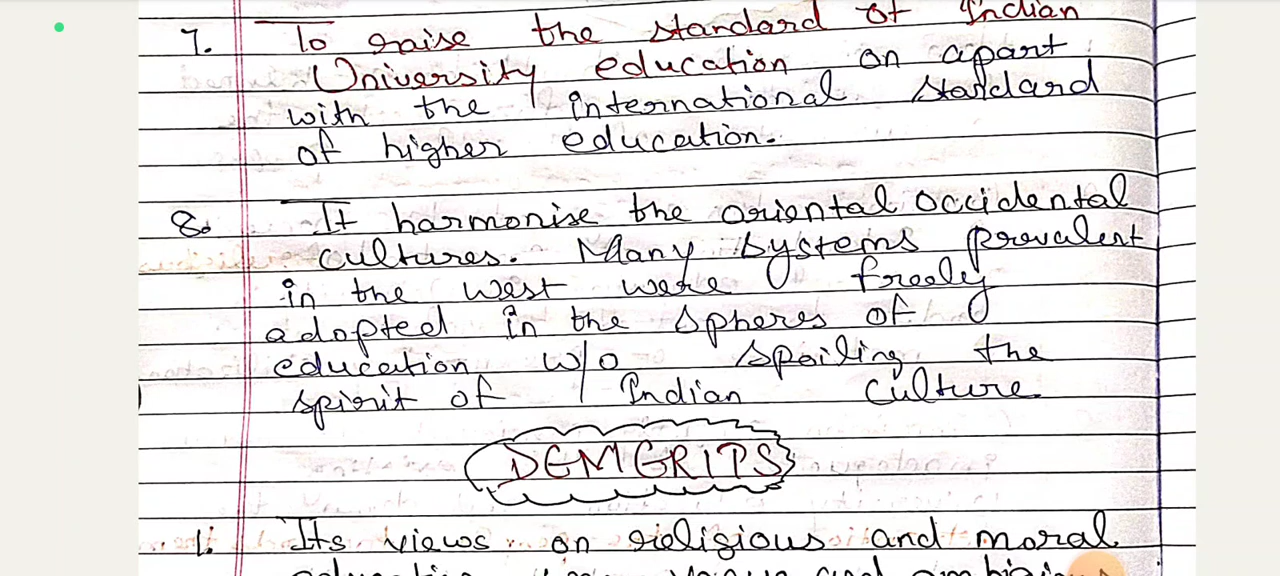 7. To raise the standard of Indian
University education on apart
with the international standard
of higher education.
8. It harmonise the oriental occidental
cultures. Many systems prevalent
in the west were freely
adopted in the spheres of
education w/o spoiling the
spirit of Indian culture
DEMERITS
1. Its views on religious and moral